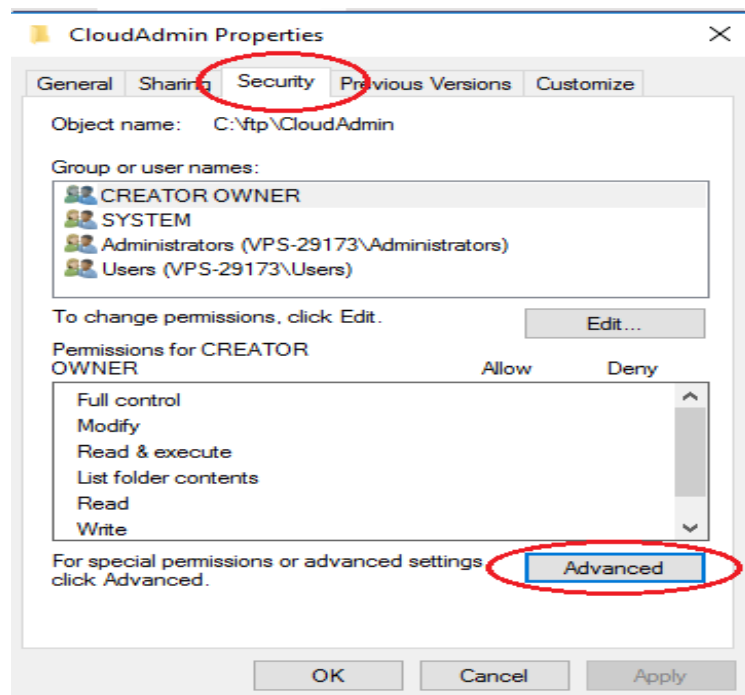 CloudAdmin Properties
General Sharing Security Previous Versions Customize
Object name: C:\ftp\CloudAdmin
Group or user names:
CREATOR OWNER
SYSTEM
Administrators (VPS-29173\Administrators)
Users (VPS-29173\Users)
To change permissions, click Edit.
Edit...
Permissions for CREATOR
OWNER Allow Deny
Full control
Modify
Read & execute
List folder contents
Read
Write
For special permissions or advanced settings,
click Advanced.
Advanced
OK Cancel Apply